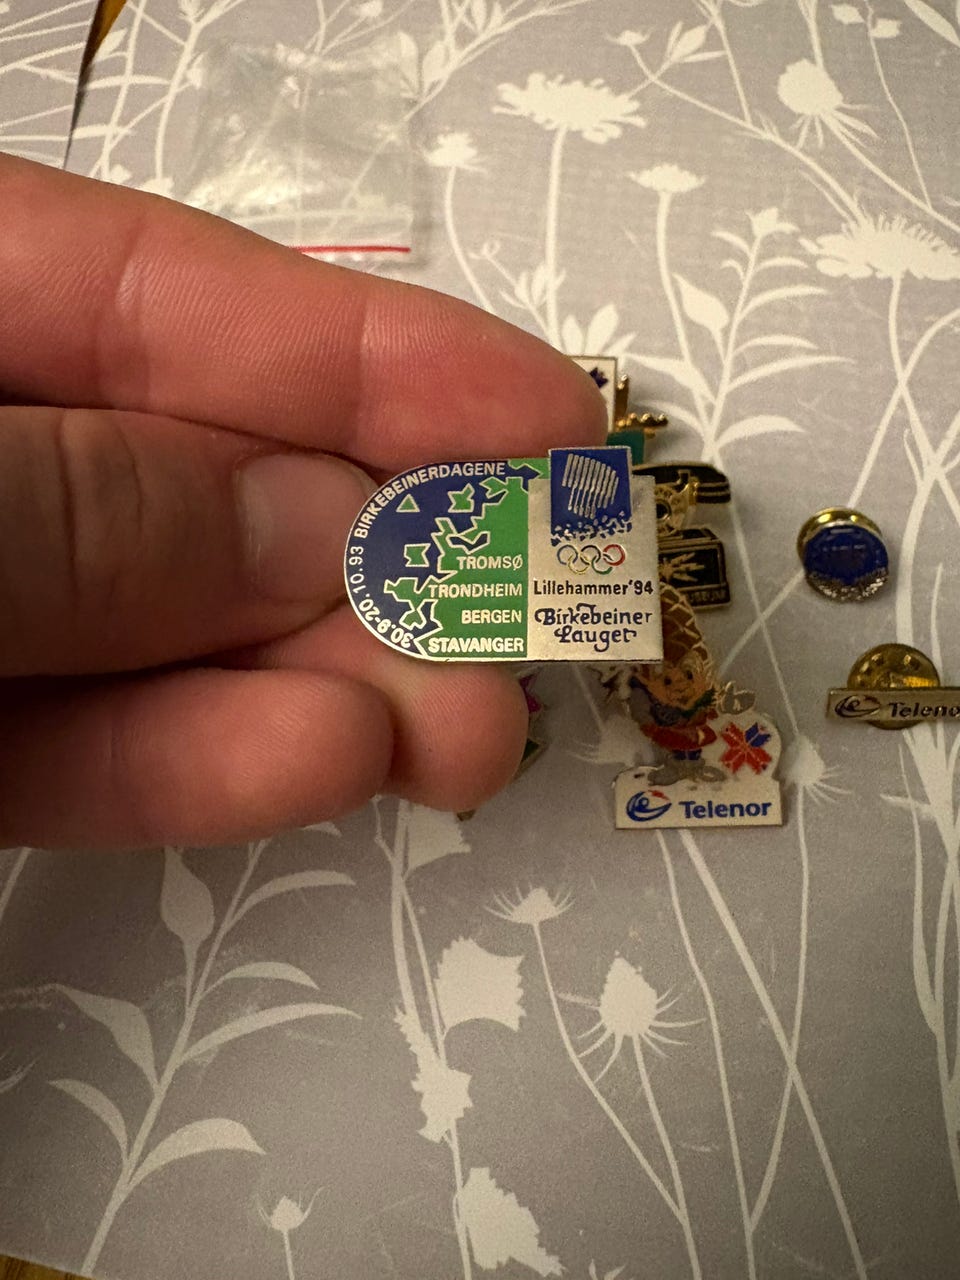 30.9-20.10.93 BIRKEBEINERDAGENE
TROMSØ
TRONDHEIM
BERGEN
STAVANGER
Lillehammer'94
Birkebeiner
Lauget
Telenor